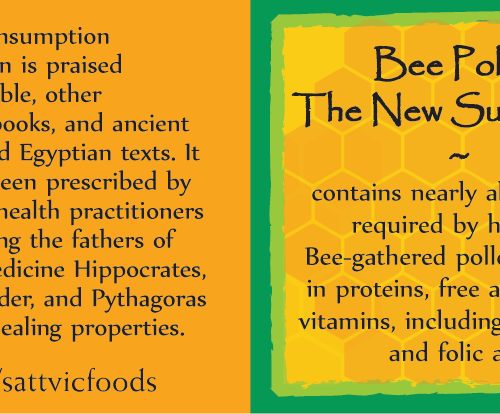 nsumption
n is praised
ble, other
books, and ancient
d Egyptian texts. It
een prescribed by
health practitioners
ng the fathers of
edicine Hippocrates,
der, and Pythagoras
ealing properties.
/sattvicfoods
Bee Pol
The New Su
~
contains nearly al
required by h
Bee-gathered polle
in proteins, free a
vitamins, including
and folic a